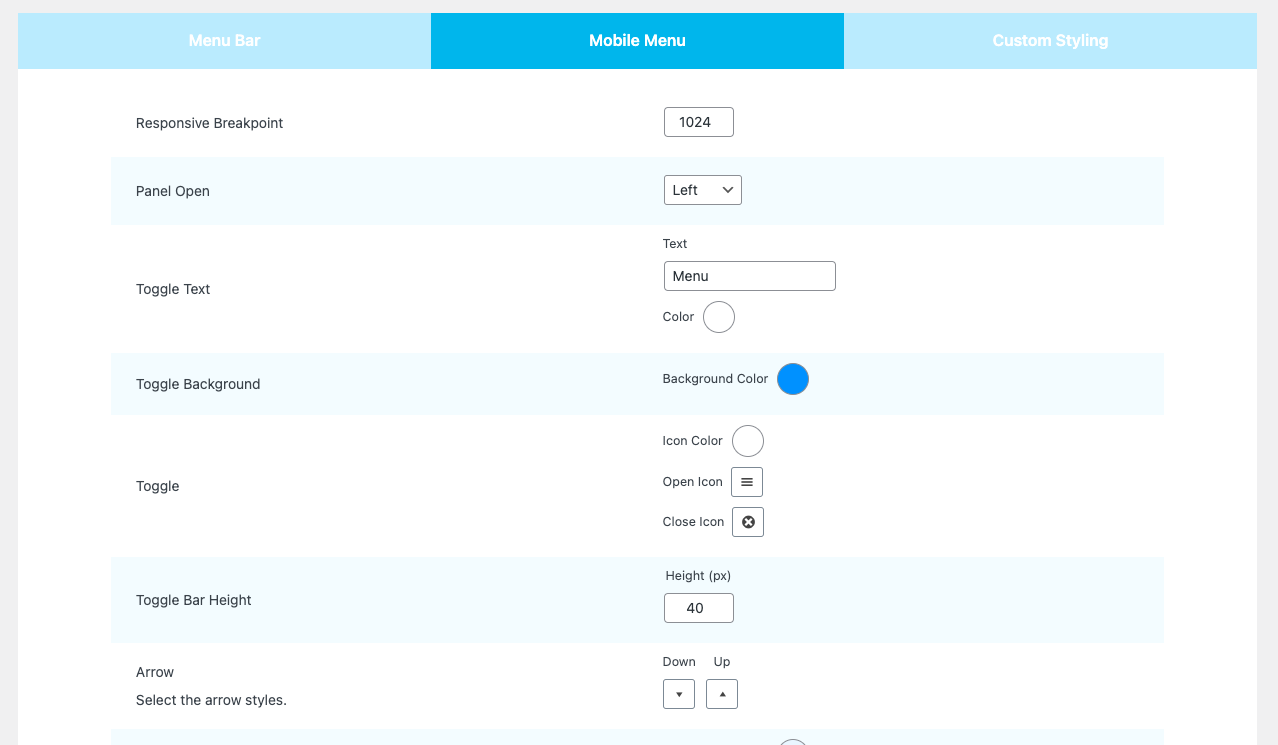 Menu Bar
Mobile Menu
Custom Styling
Responsive Breakpoint
1024
Panel Open
Left
Toggle Text
Text
Menu
Color
Toggle Background
Background Color
Toggle
Icon Color
Open Icon
Close Icon
Toggle Bar Height
Height (px)
40
Arrow
Select the arrow styles.
Down
Up